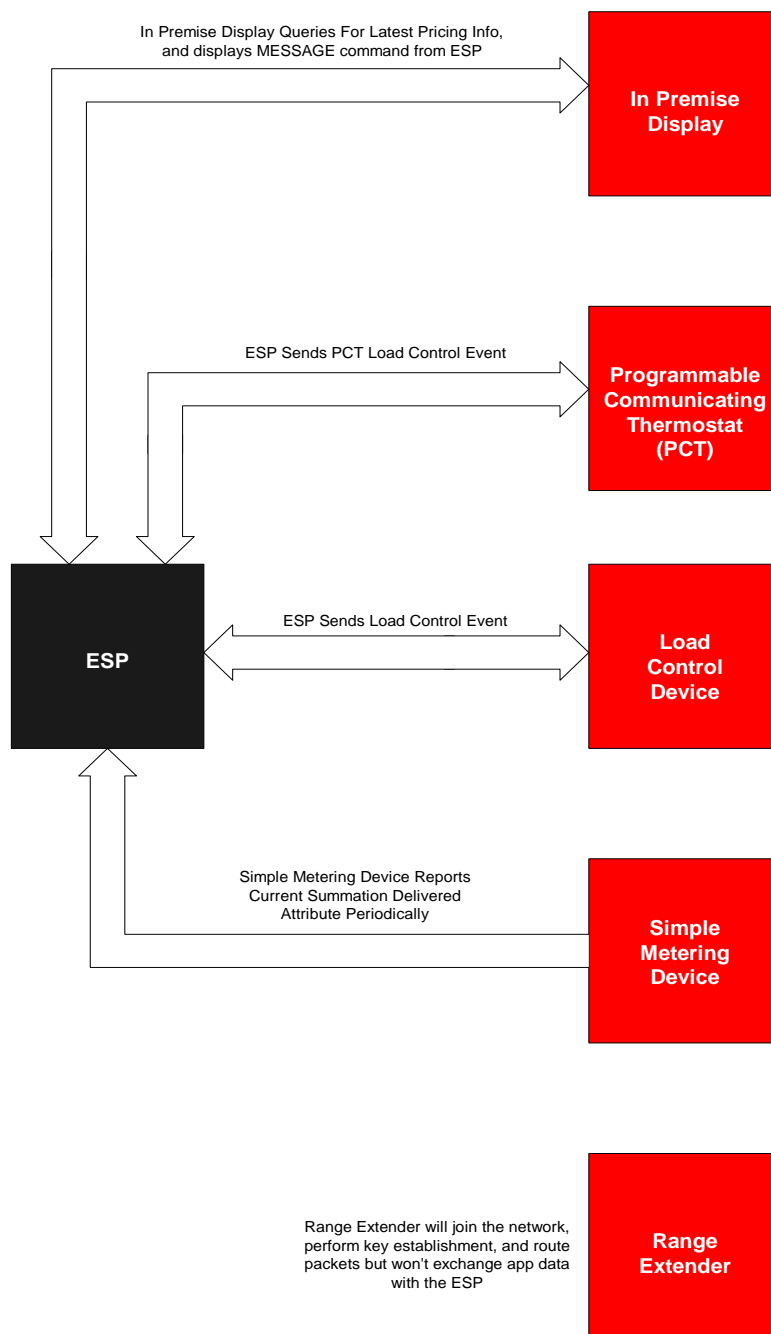 In Premise Display Queries For Latest Pricing Info,
and displays MESSAGE command from ESP
In Premise
Display
ESP Sends PCT Load Control Event
Programmable
Communicating
Thermostat
(PCT)
ESP
ESP Sends Load Control Event
Load
Control
Device
Simple Metering Device Reports
Current Summation Delivered
Attribute Periodically
Simple
Metering
Device
Range Extender will join the network,
perform key establishment, and route
packets but won't exchange app data
with the ESP
Range
Extender